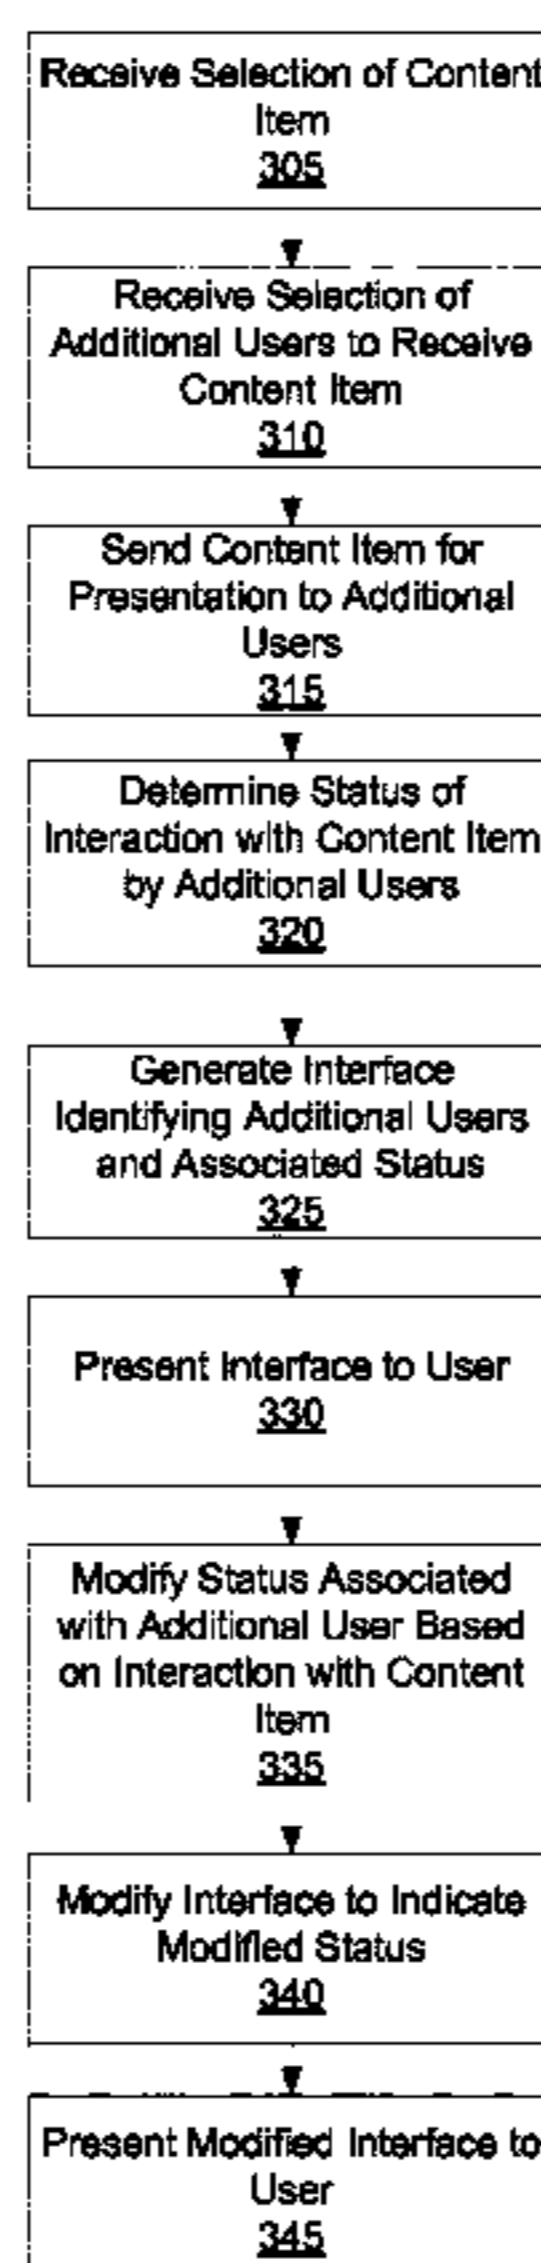 Receive Selection of Content
Item
305
Receive Selection of
Additional Users to Receive
Content Item
310
Send Content Item for
Presentation to Additional
Users
315
Determine Status of
Interaction with Content Item
by Additional Users
320
Generate Interface
Identifying Additional Users
and Associated Status
325
Present Interface to User
330
Modify Status Associated
with Additional User Based
on Interaction with Content
Item
335
Modify Interface to Indicate
Modified Status
340
Present Modified Interface to
User
345